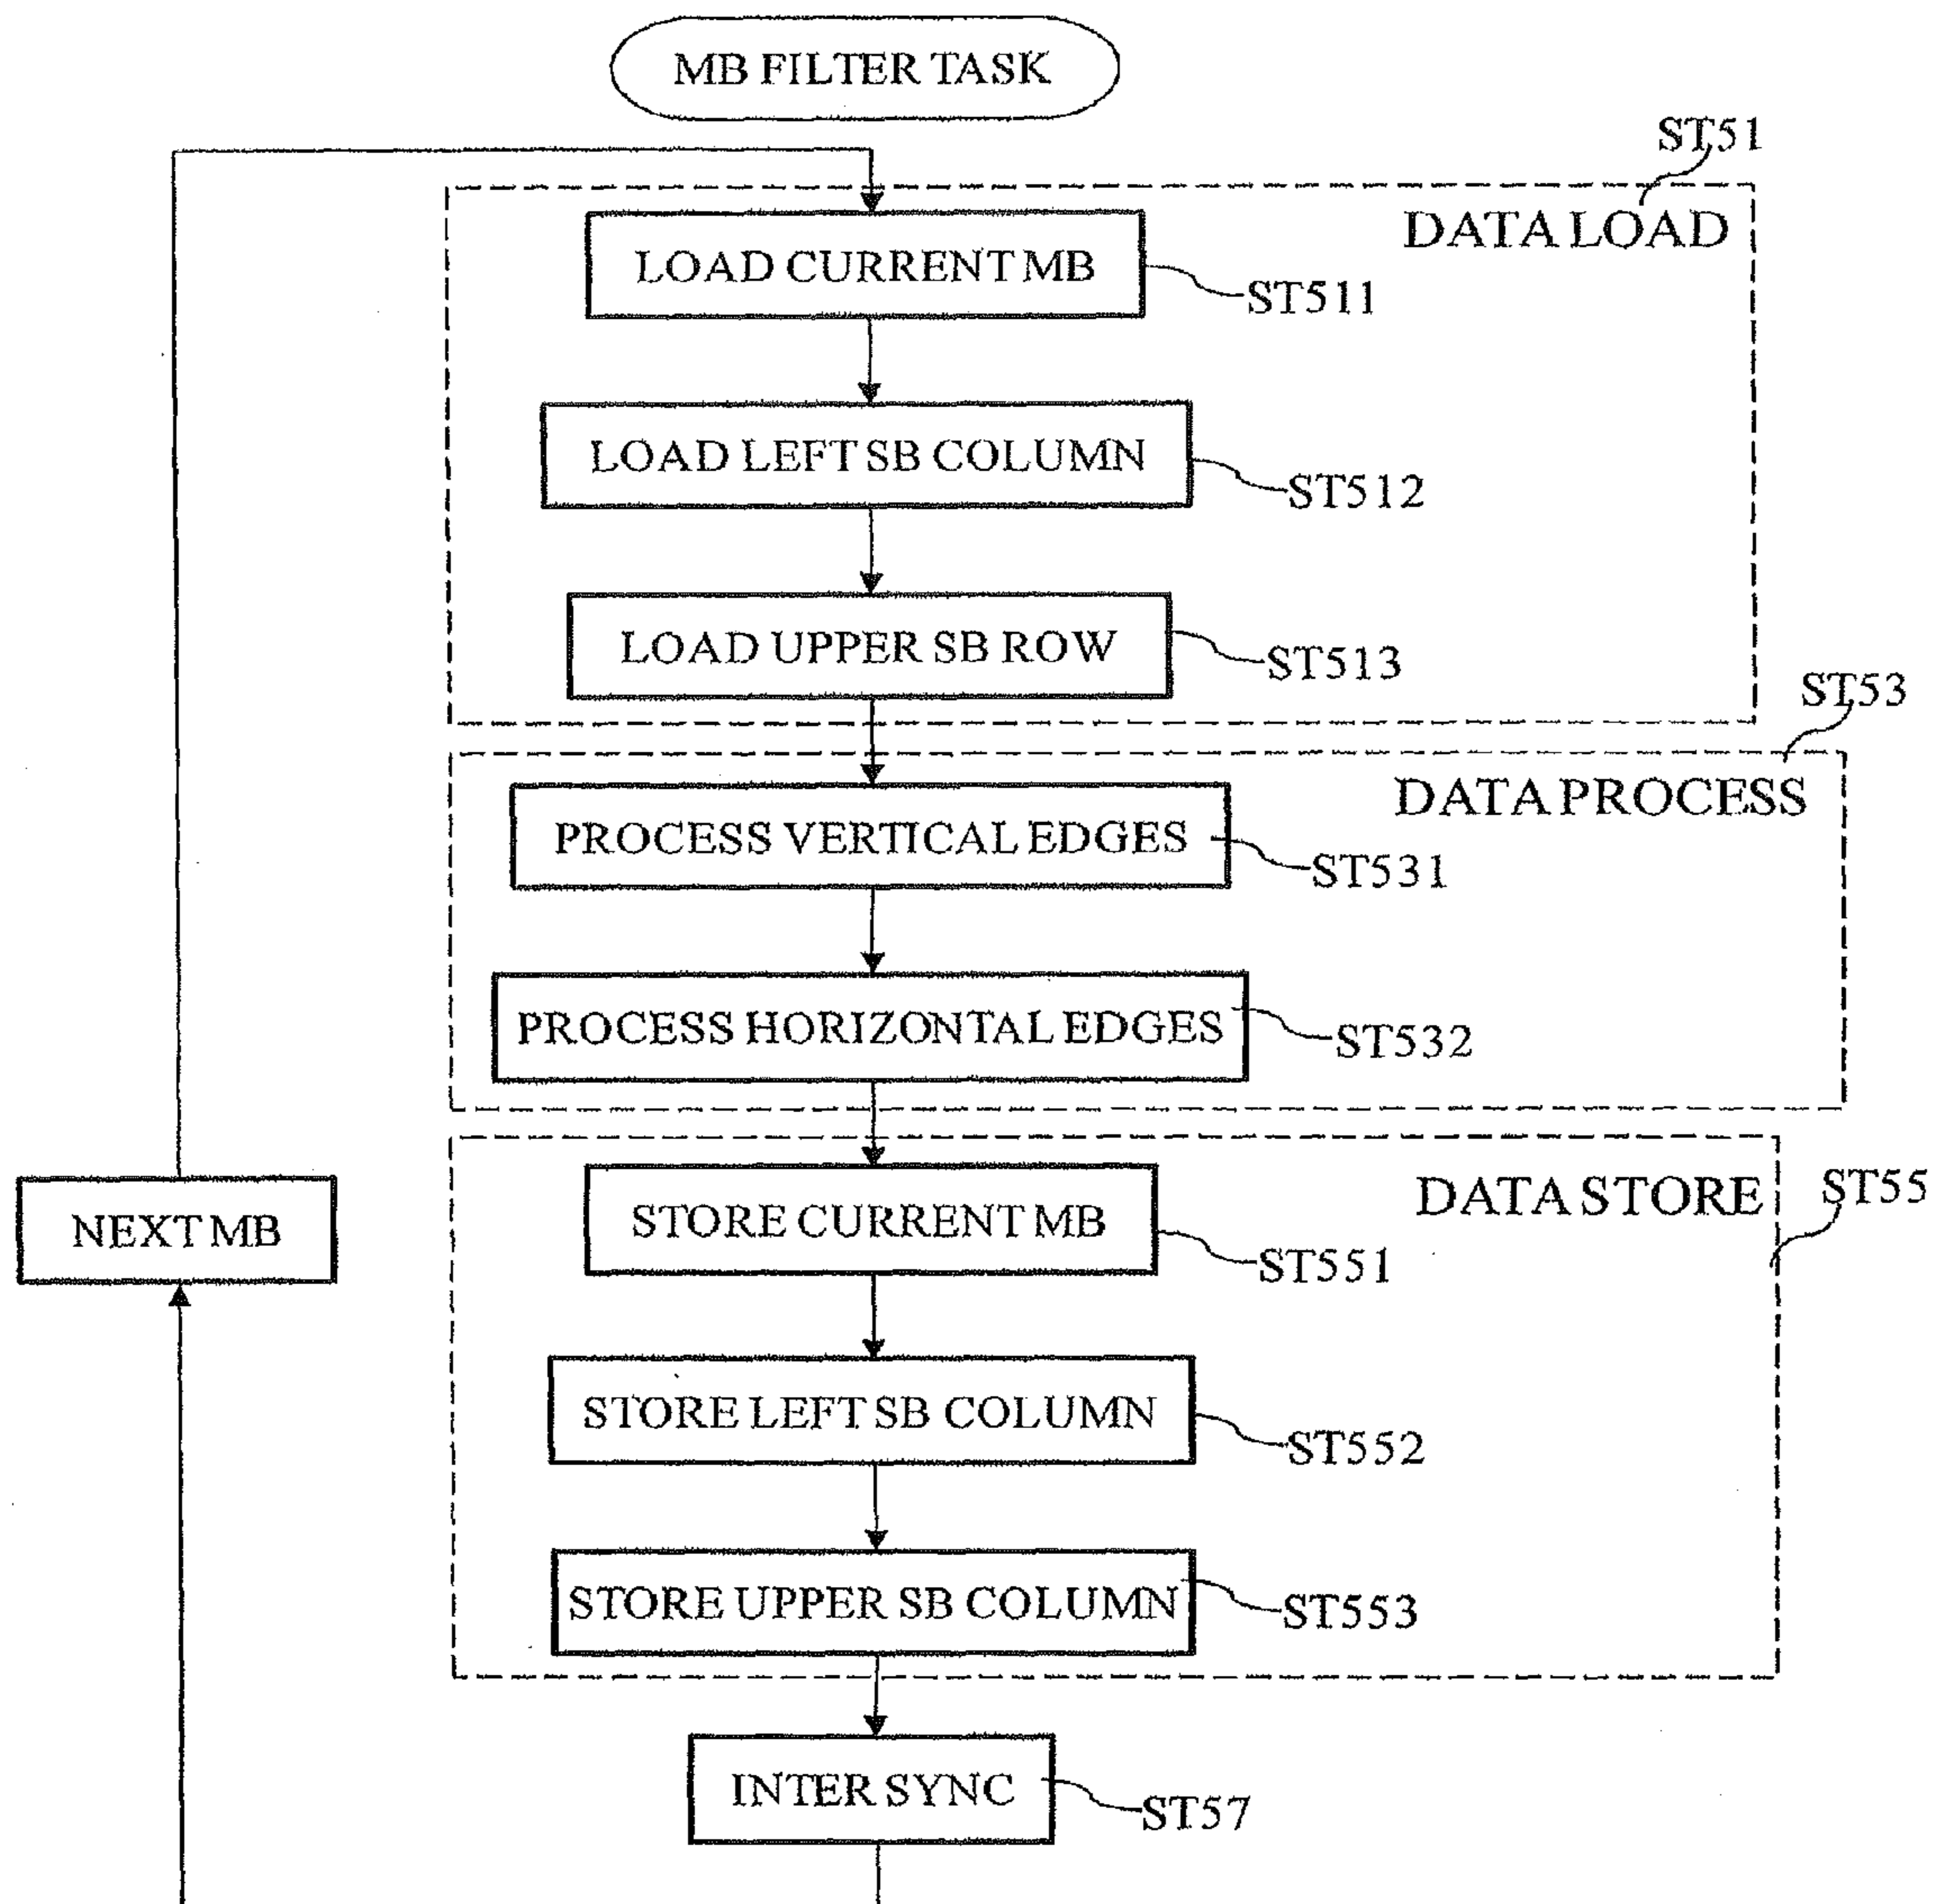 MB FILTER TASK
ST51
DATA LOAD
LOAD CURRENT MB
ST511
LOAD LEFT SB COLUMN
ST512
LOAD UPPER SB ROW
ST513
ST53
DATA PROCESS
PROCESS VERTICAL EDGES
ST531
PROCESS HORIZONTAL EDGES
ST532
DATA STORE
ST55
STORE CURRENT MB
ST551
NEXT MB
STORE LEFT SB COLUMN
ST552
STORE UPPER SB COLUMN
ST553
INTER SYNC
ST57